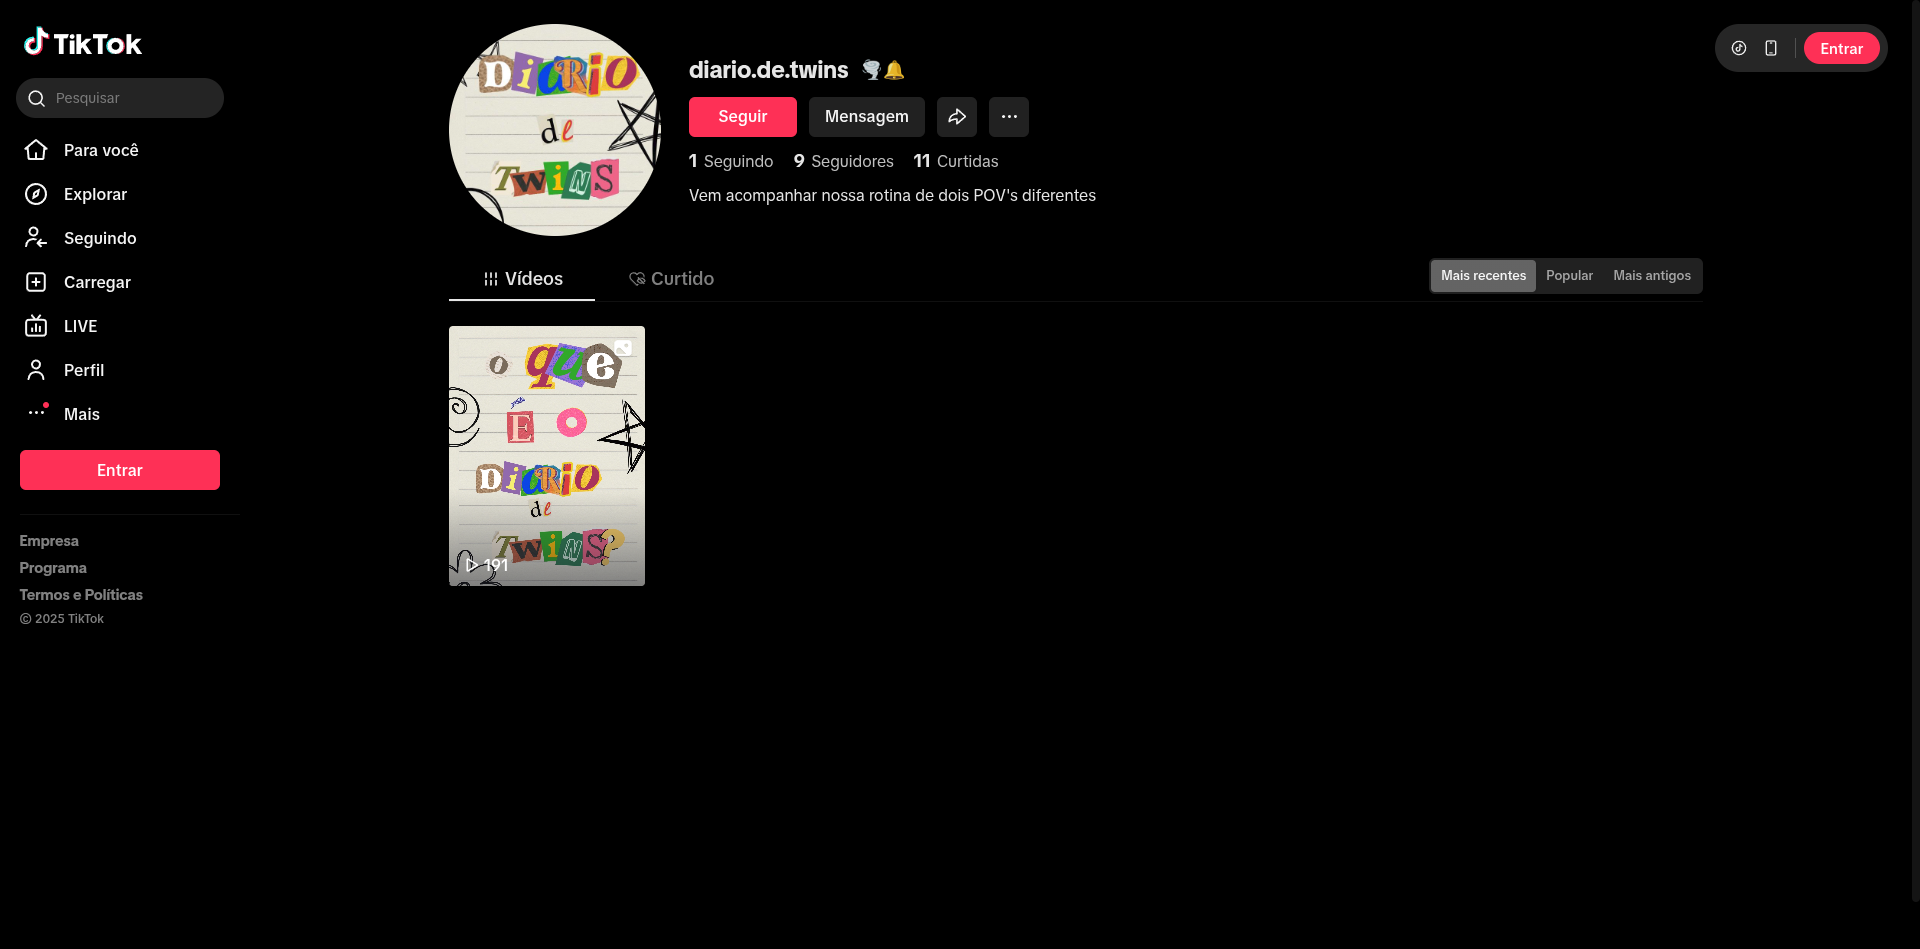 TikTok
Pesquisar
Para você
Explorar
Seguindo
Carregar
LIVE
Perfil
Mais
Entrar
Empresa
Programa
Termos e Políticas
© 2025 TikTok
DiaRio
de
Twins
diario.de.twins 🌪️🔔
Seguir Mensagem
1 Seguindo 9 Seguidores 11 Curtidas
Vem acompanhar nossa rotina de dois POV's diferentes
Entrar
Vídeos Curtido
Mais recentes Popular Mais antigos
o que
É O
DiaRio
de
Twins?
191